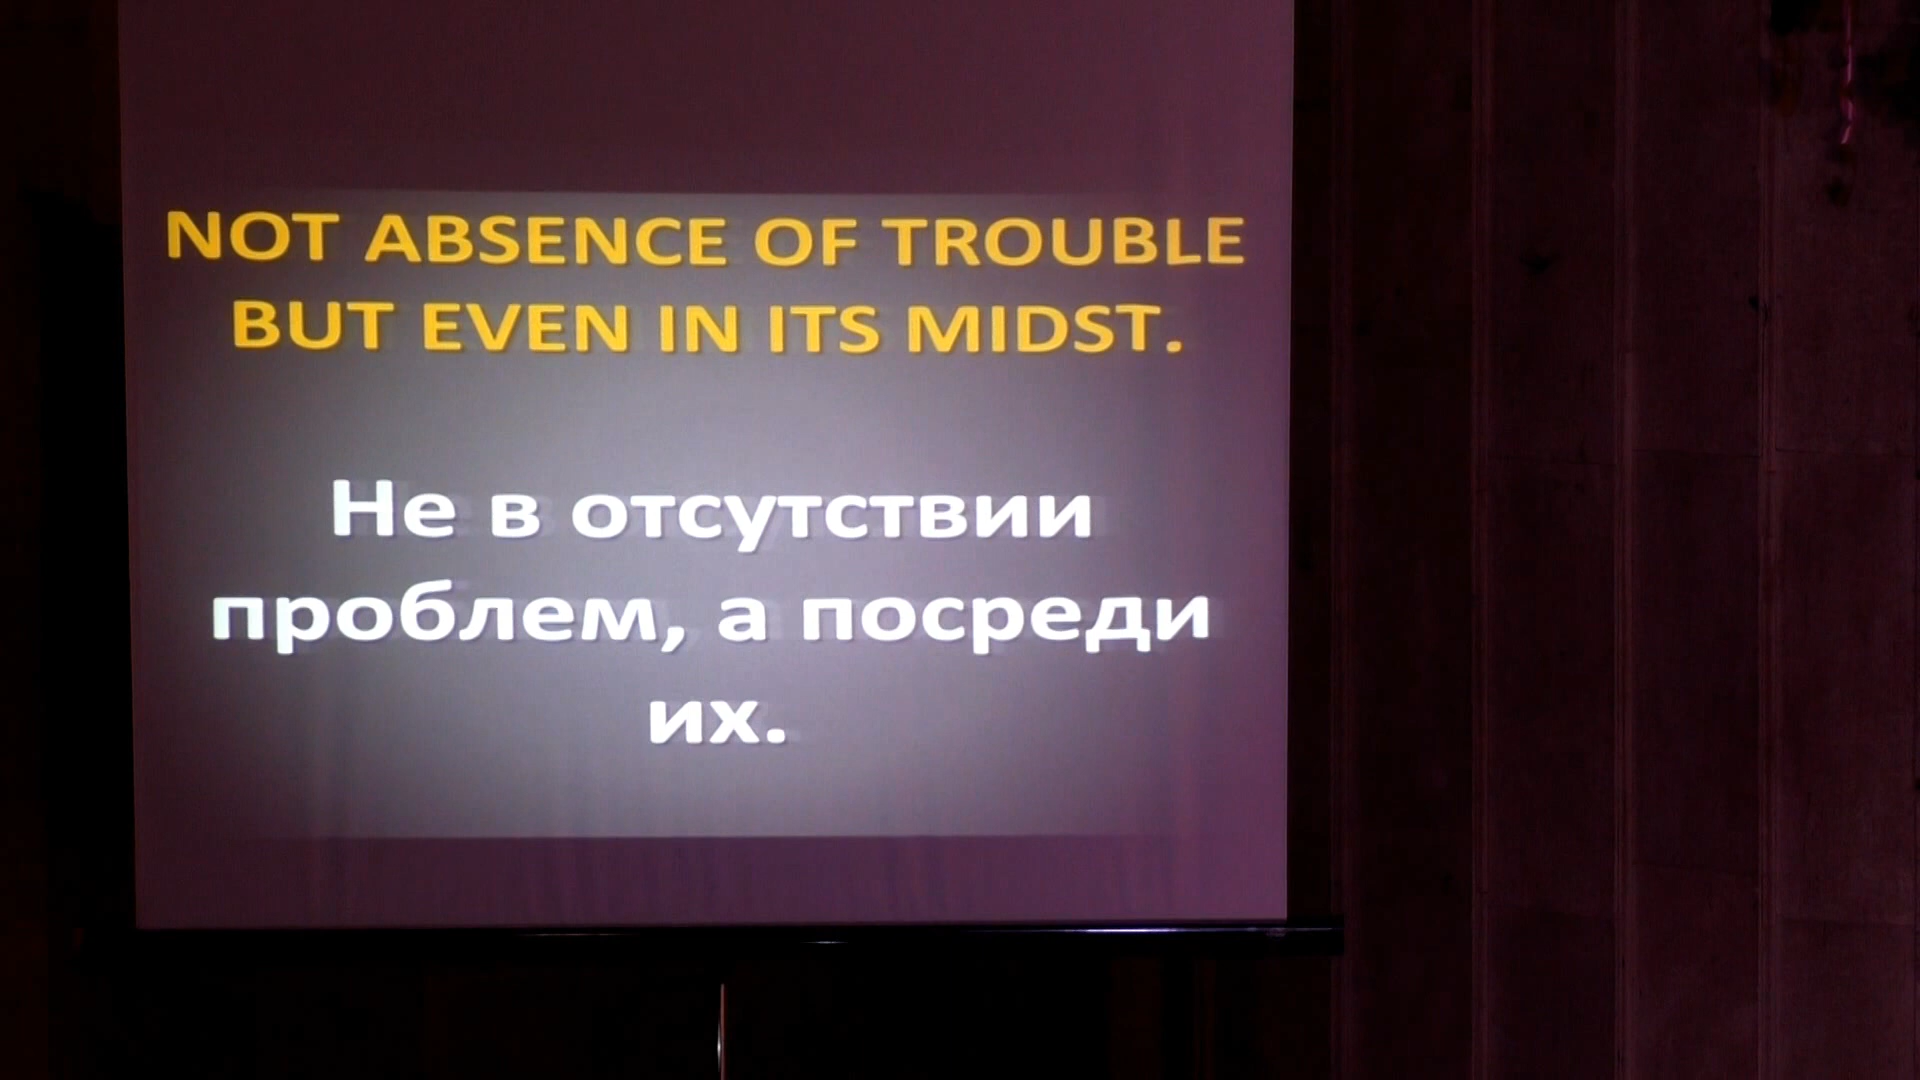 NOT ABSENCE OF TROUBLE
BUT EVEN IN ITS MIDST.
Не в отсутствии
проблем, а посреди
их.